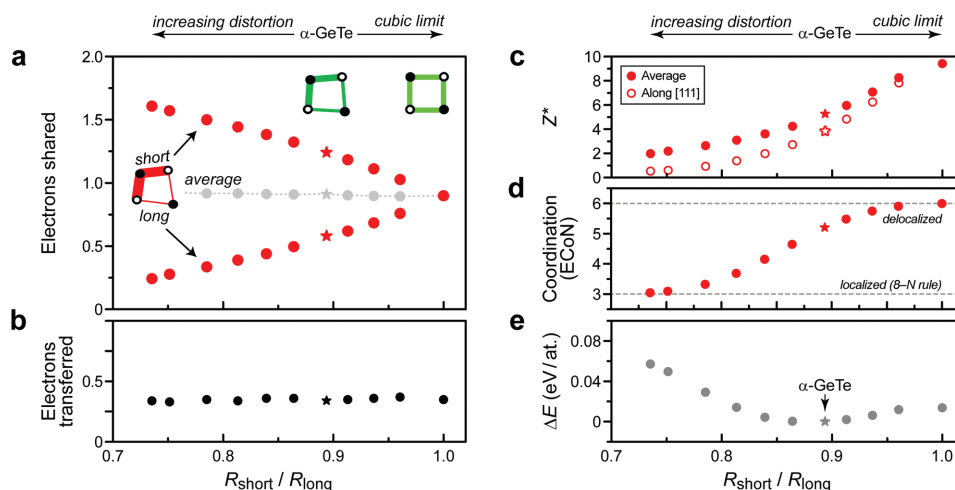 increasing distortion cubic limit
α-GeTe
a
2.0
1.5
1.0
0.5
0
Electrons shared
short
average
long
b
0.5
0
Electrons
transferred
0.7 0.8 0.9 1.0
Rshort / Rlong
increasing distortion cubic limit
α-GeTe
c
10
8
6
4
2
0
Z*
Average
Along [111]
d
6
5
4
3
Coordination
(ECoN)
delocalized
localized (8–N rule)
e
0.08
0.04
0
ΔE (eV/at.)
α-GeTe
0.7 0.8 0.9 1.0
Rshort / Rlong